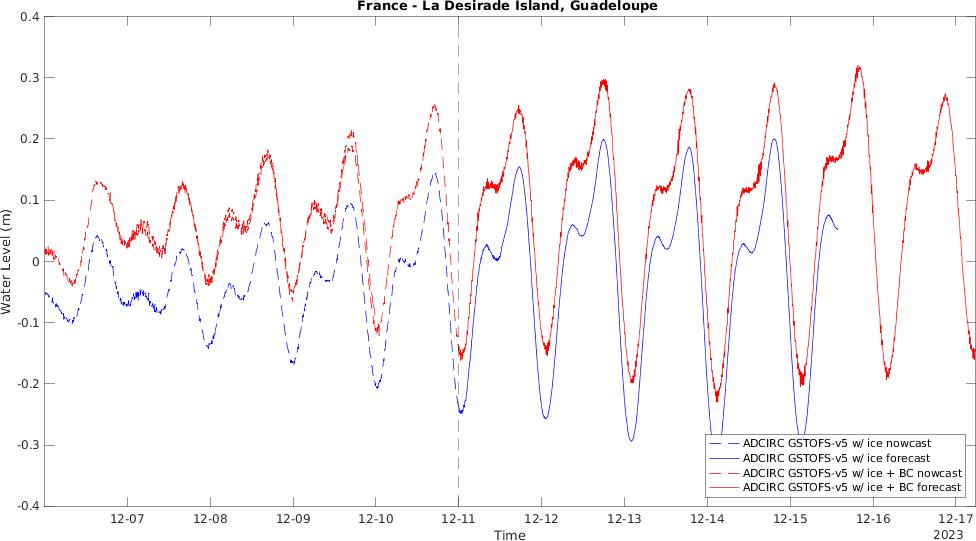 France - La Desirade Island, Guadeloupe
0.4
0.3
0.2
0.1
0
-0.1
-0.2
-0.3
-0.4
Water Level (m)
ADCIRC GSTOFS-v5 w/ ice nowcast
ADCIRC GSTOFS-v5 w/ ice forecast
ADCIRC GSTOFS-v5 w/ ice + BC nowcast
ADCIRC GSTOFS-v5 w/ ice + BC forecast
12-07 12-08 12-09 12-10 12-11 12-12 12-13 12-14 12-15 12-16 12-17
Time
2023